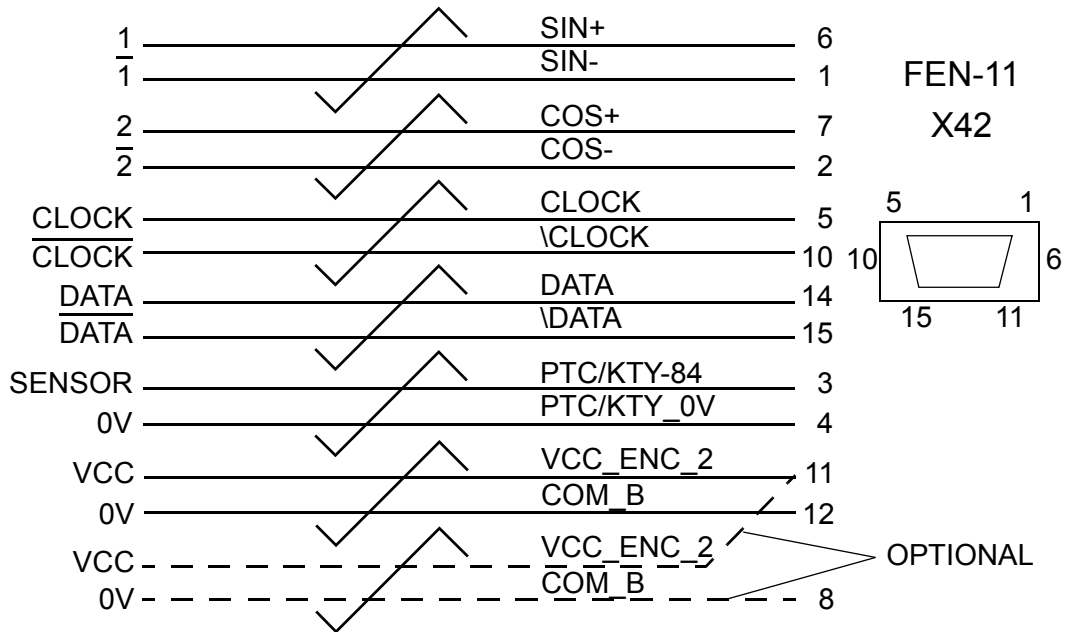 1 SIN+ 6
1̅ SIN- 1
2 COS+ 7
2̅ COS- 2
CLOCK CLOCK 5
C̅L̅O̅C̅K̅ \CLOCK 10
DATA DATA 14
D̅A̅T̅A̅ \DATA 15
SENSOR PTC/KTY-84 3
0V PTC/KTY_0V 4
VCC VCC_ENC_2 11
0V COM_B 12
VCC VCC_ENC_2
0V COM_B 8
OPTIONAL
FEN-11
X42
5 1
10 6
15 11